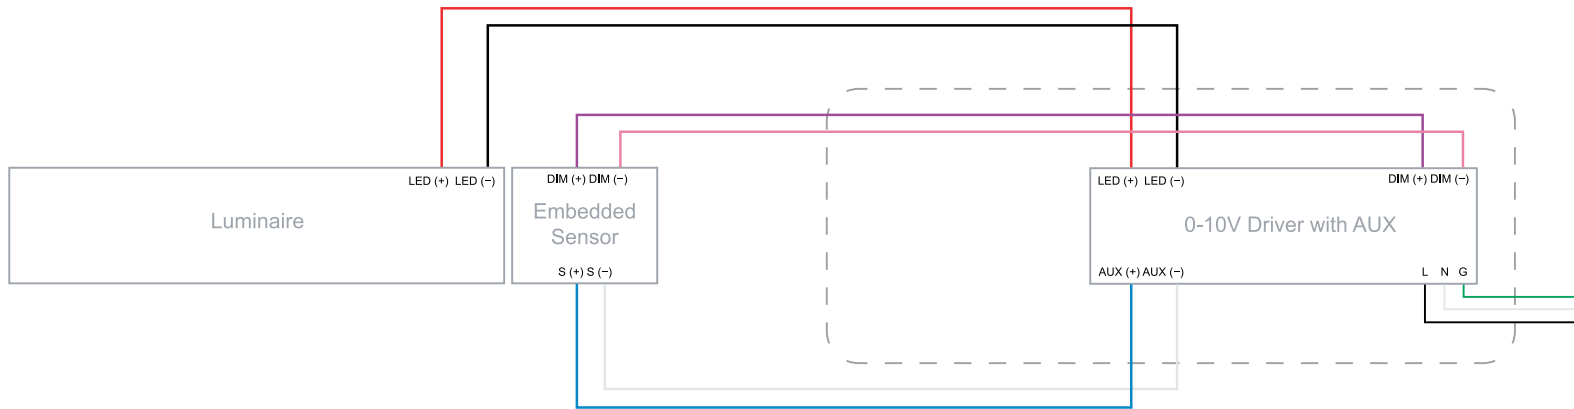 LED (+) LED (−)
Luminaire
DIM (+) DIM (−)
Embedded
Sensor
S (+) S (−)
LED (+) LED (−)
DIM (+) DIM (−)
0-10V Driver with AUX
AUX (+) AUX (−)
L N G